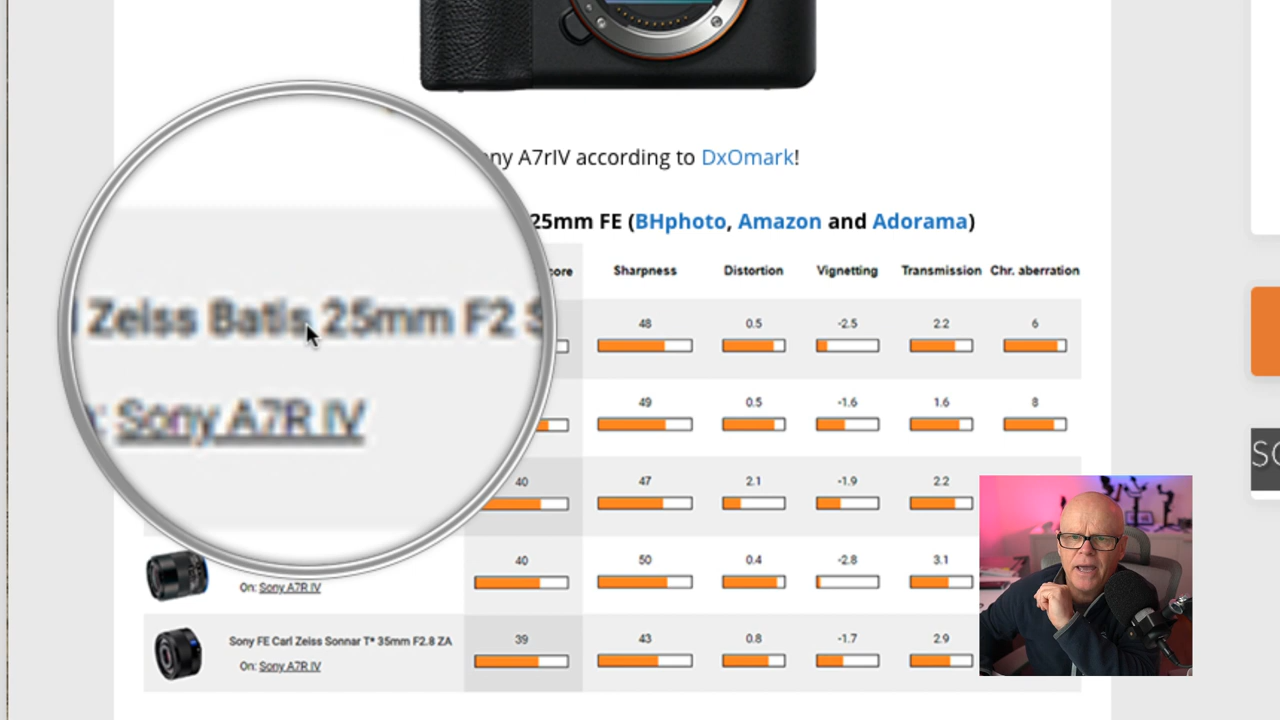 ny A7rIV according to DxOmark!
25mm FE (BHphoto, Amazon and Adorama)
ore Sharpness Distortion Vignetting Transmission Chr. aberration
Zeiss Batis 25mm F2
Sony A7R IV
48 0.5 -2.5 2.2 6
49 0.5 -1.6 1.6 8
40 47 2.1 -1.9 2.2
40 50 0.4 -2.8 3.1
On: Sony A7R IV
Sony FE Carl Zeiss Sonnar T* 35mm F2.8 ZA
39 43 0.8 -1.7 2.9
On: Sony A7R IV